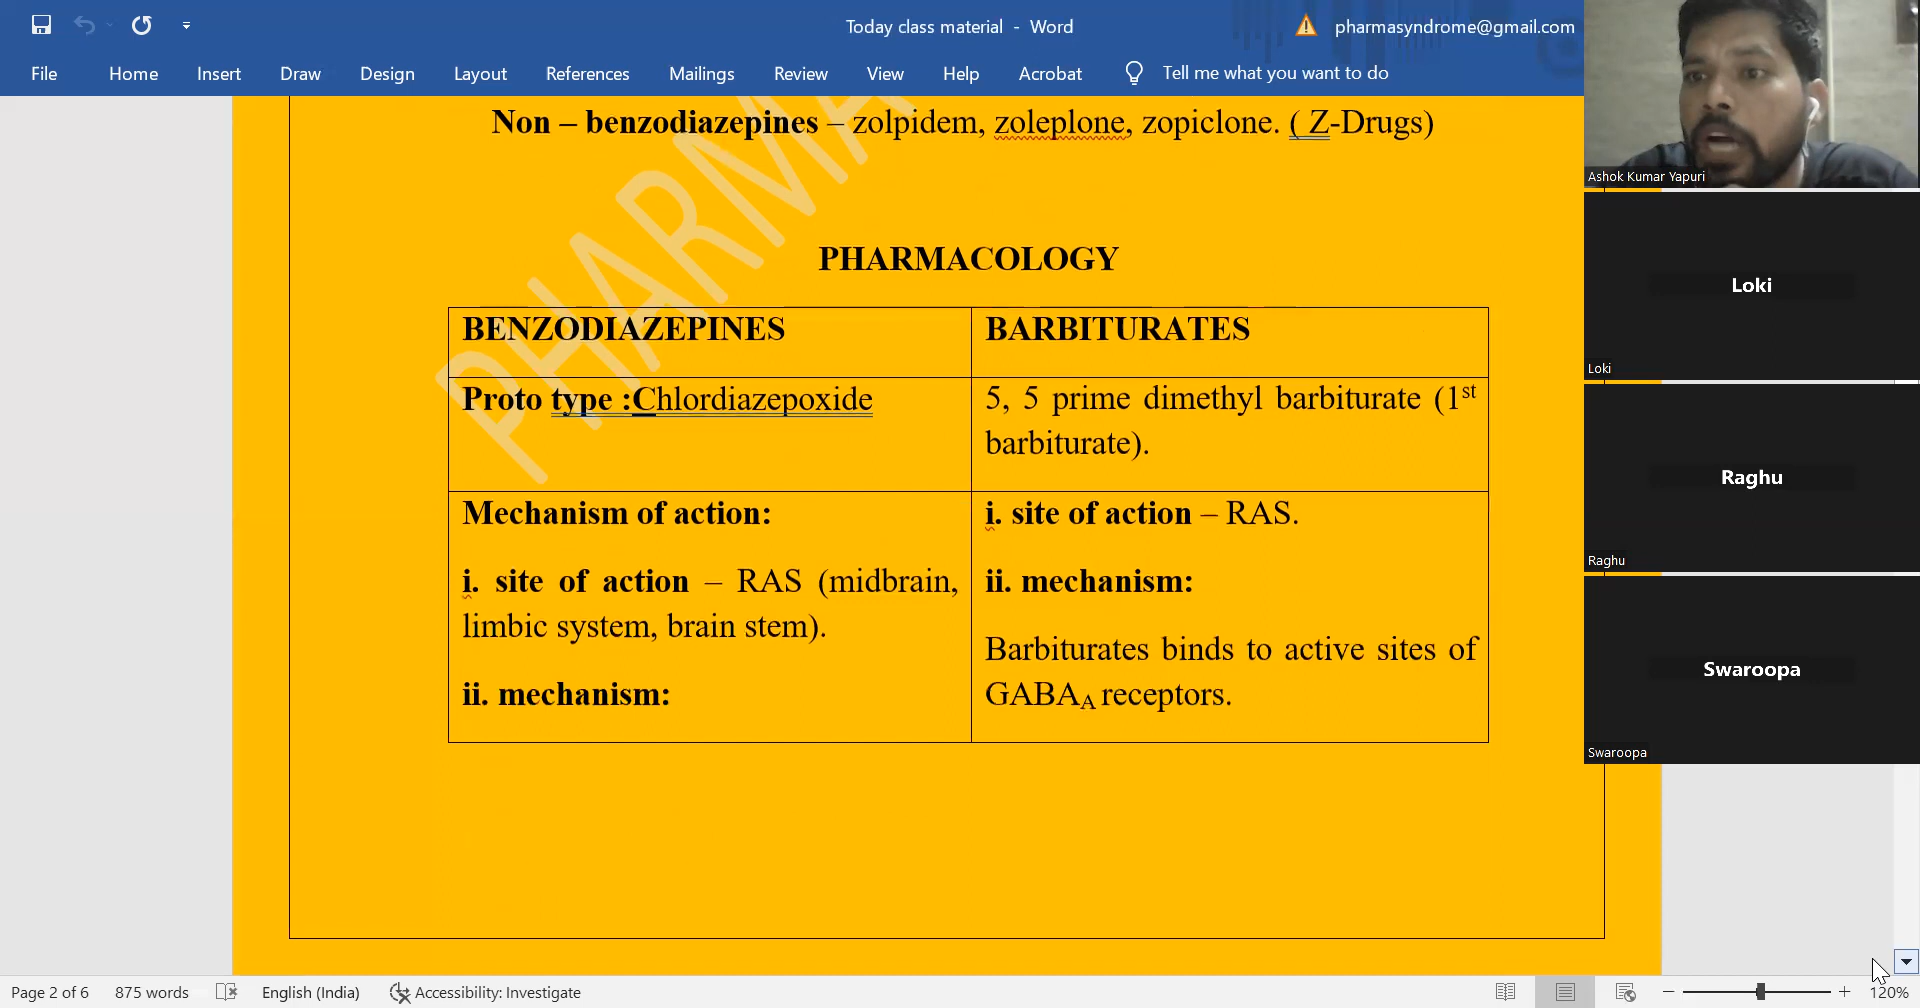 Today class material - Word
pharmasyndrome@gmail.com
File Home Insert Draw Design Layout References Mailings Review View Help Acrobat Tell me what you want to do
Non – benzodiazepines – zolpidem, zoleplone, zopiclone. ( Z-Drugs)
PHARMACOLOGY
BENZODIAZEPINES
BARBITURATES
Proto type :Chlordiazepoxide
5, 5 prime dimethyl barbiturate (1st
barbiturate).
Mechanism of action:
i. site of action – RAS (midbrain,
limbic system, brain stem).
ii. mechanism:
i. site of action – RAS.
ii. mechanism:
Barbiturates binds to active sites of
GABAA receptors.
PHARMA
Ashok Kumar Yapuri
Loki
Loki
Raghu
Raghu
Swaroopa
Swaroopa
Page 2 of 6 875 words English (India) Accessibility: Investigate 120%